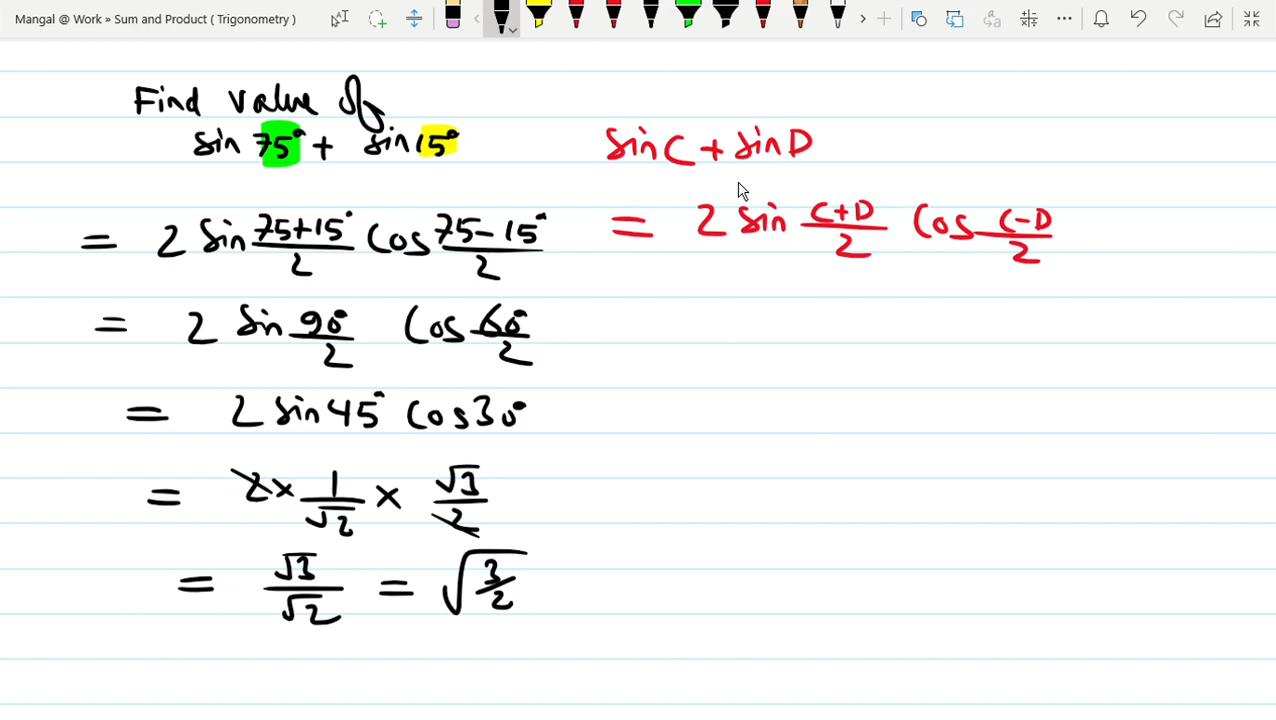 Mangal @ Work » Sum and Product ( Trigonometry )
Find value of
sin 75° + sin 15°
sinC + sinD
= 2 sin (C+D)/2 cos (C-D)/2
= 2 sin (75+15°)/2 cos (75-15°)/2
= 2 sin 90°/2 cos 60°/2
= 2 sin 45° cos 30°
= 2 × 1/√2 × √3/2
= √3/√2 = √(3/2)